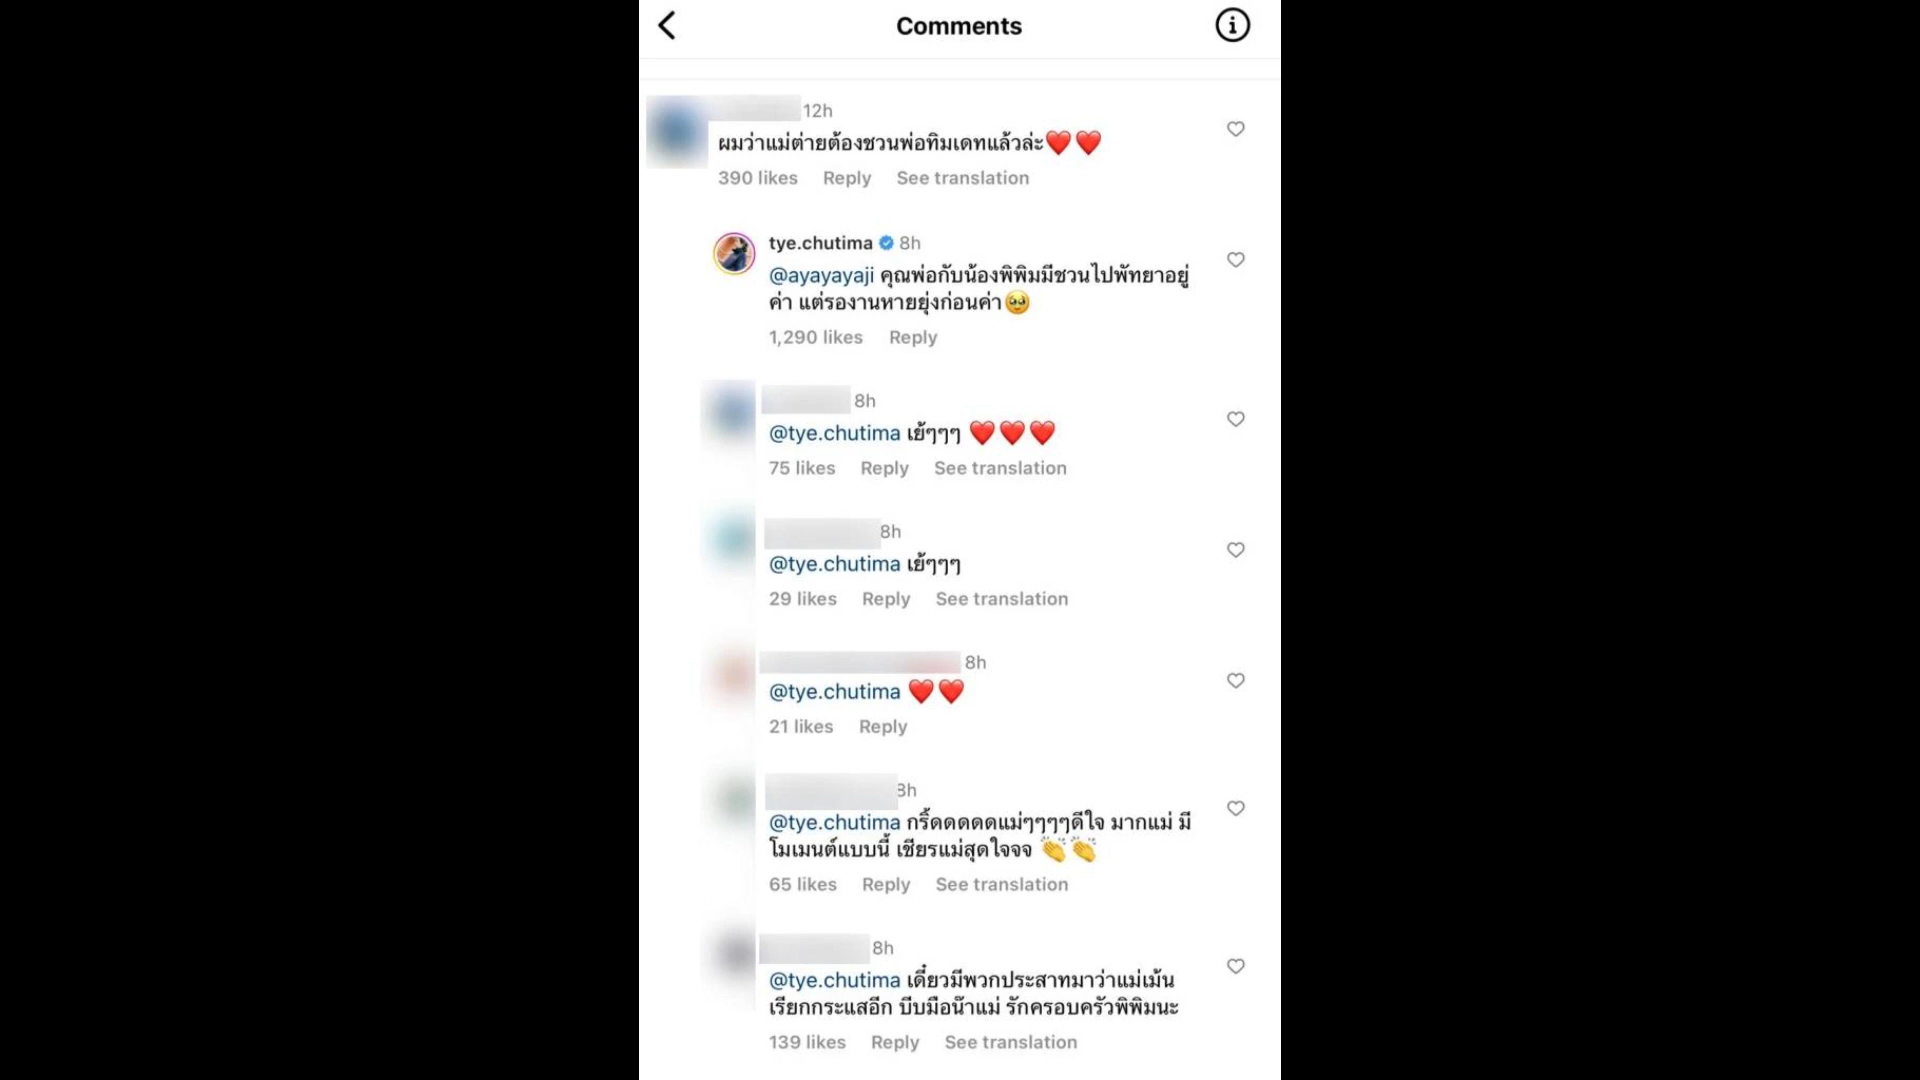 Comments
12h
ผมว่าแม่ต่ายต้องชวนพ่อทิมเดทแล้วล่ะ❤️❤️
390 likes Reply See translation
tye.chutima 8h
@ayayayaji คุณพ่อกับน้องพิพิมมีชวนไปพัทยาอยู่
ค่า แต่รองานหายยุ่งก่อนค่า🥹
1,290 likes Reply
8h
@tye.chutima เย้ๆๆๆ ❤️❤️❤️
75 likes Reply See translation
8h
@tye.chutima เย้ๆๆๆ
29 likes Reply See translation
8h
@tye.chutima ❤️❤️
21 likes Reply
8h
@tye.chutima กริ้ดดดดดแม่ๆๆๆๆดีใจ มากแม่ มี
โมเมนต์แบบนี้ เชียรแม่สุดใจจจ 👏👏
65 likes Reply See translation
8h
@tye.chutima เดี๋ยวมีพวกประสาทมาว่าแม่เม้น
เรียกกระแสอีก บีบมือน๊าแม่ รักครอบครัวพิพิมนะ
139 likes Reply See translation